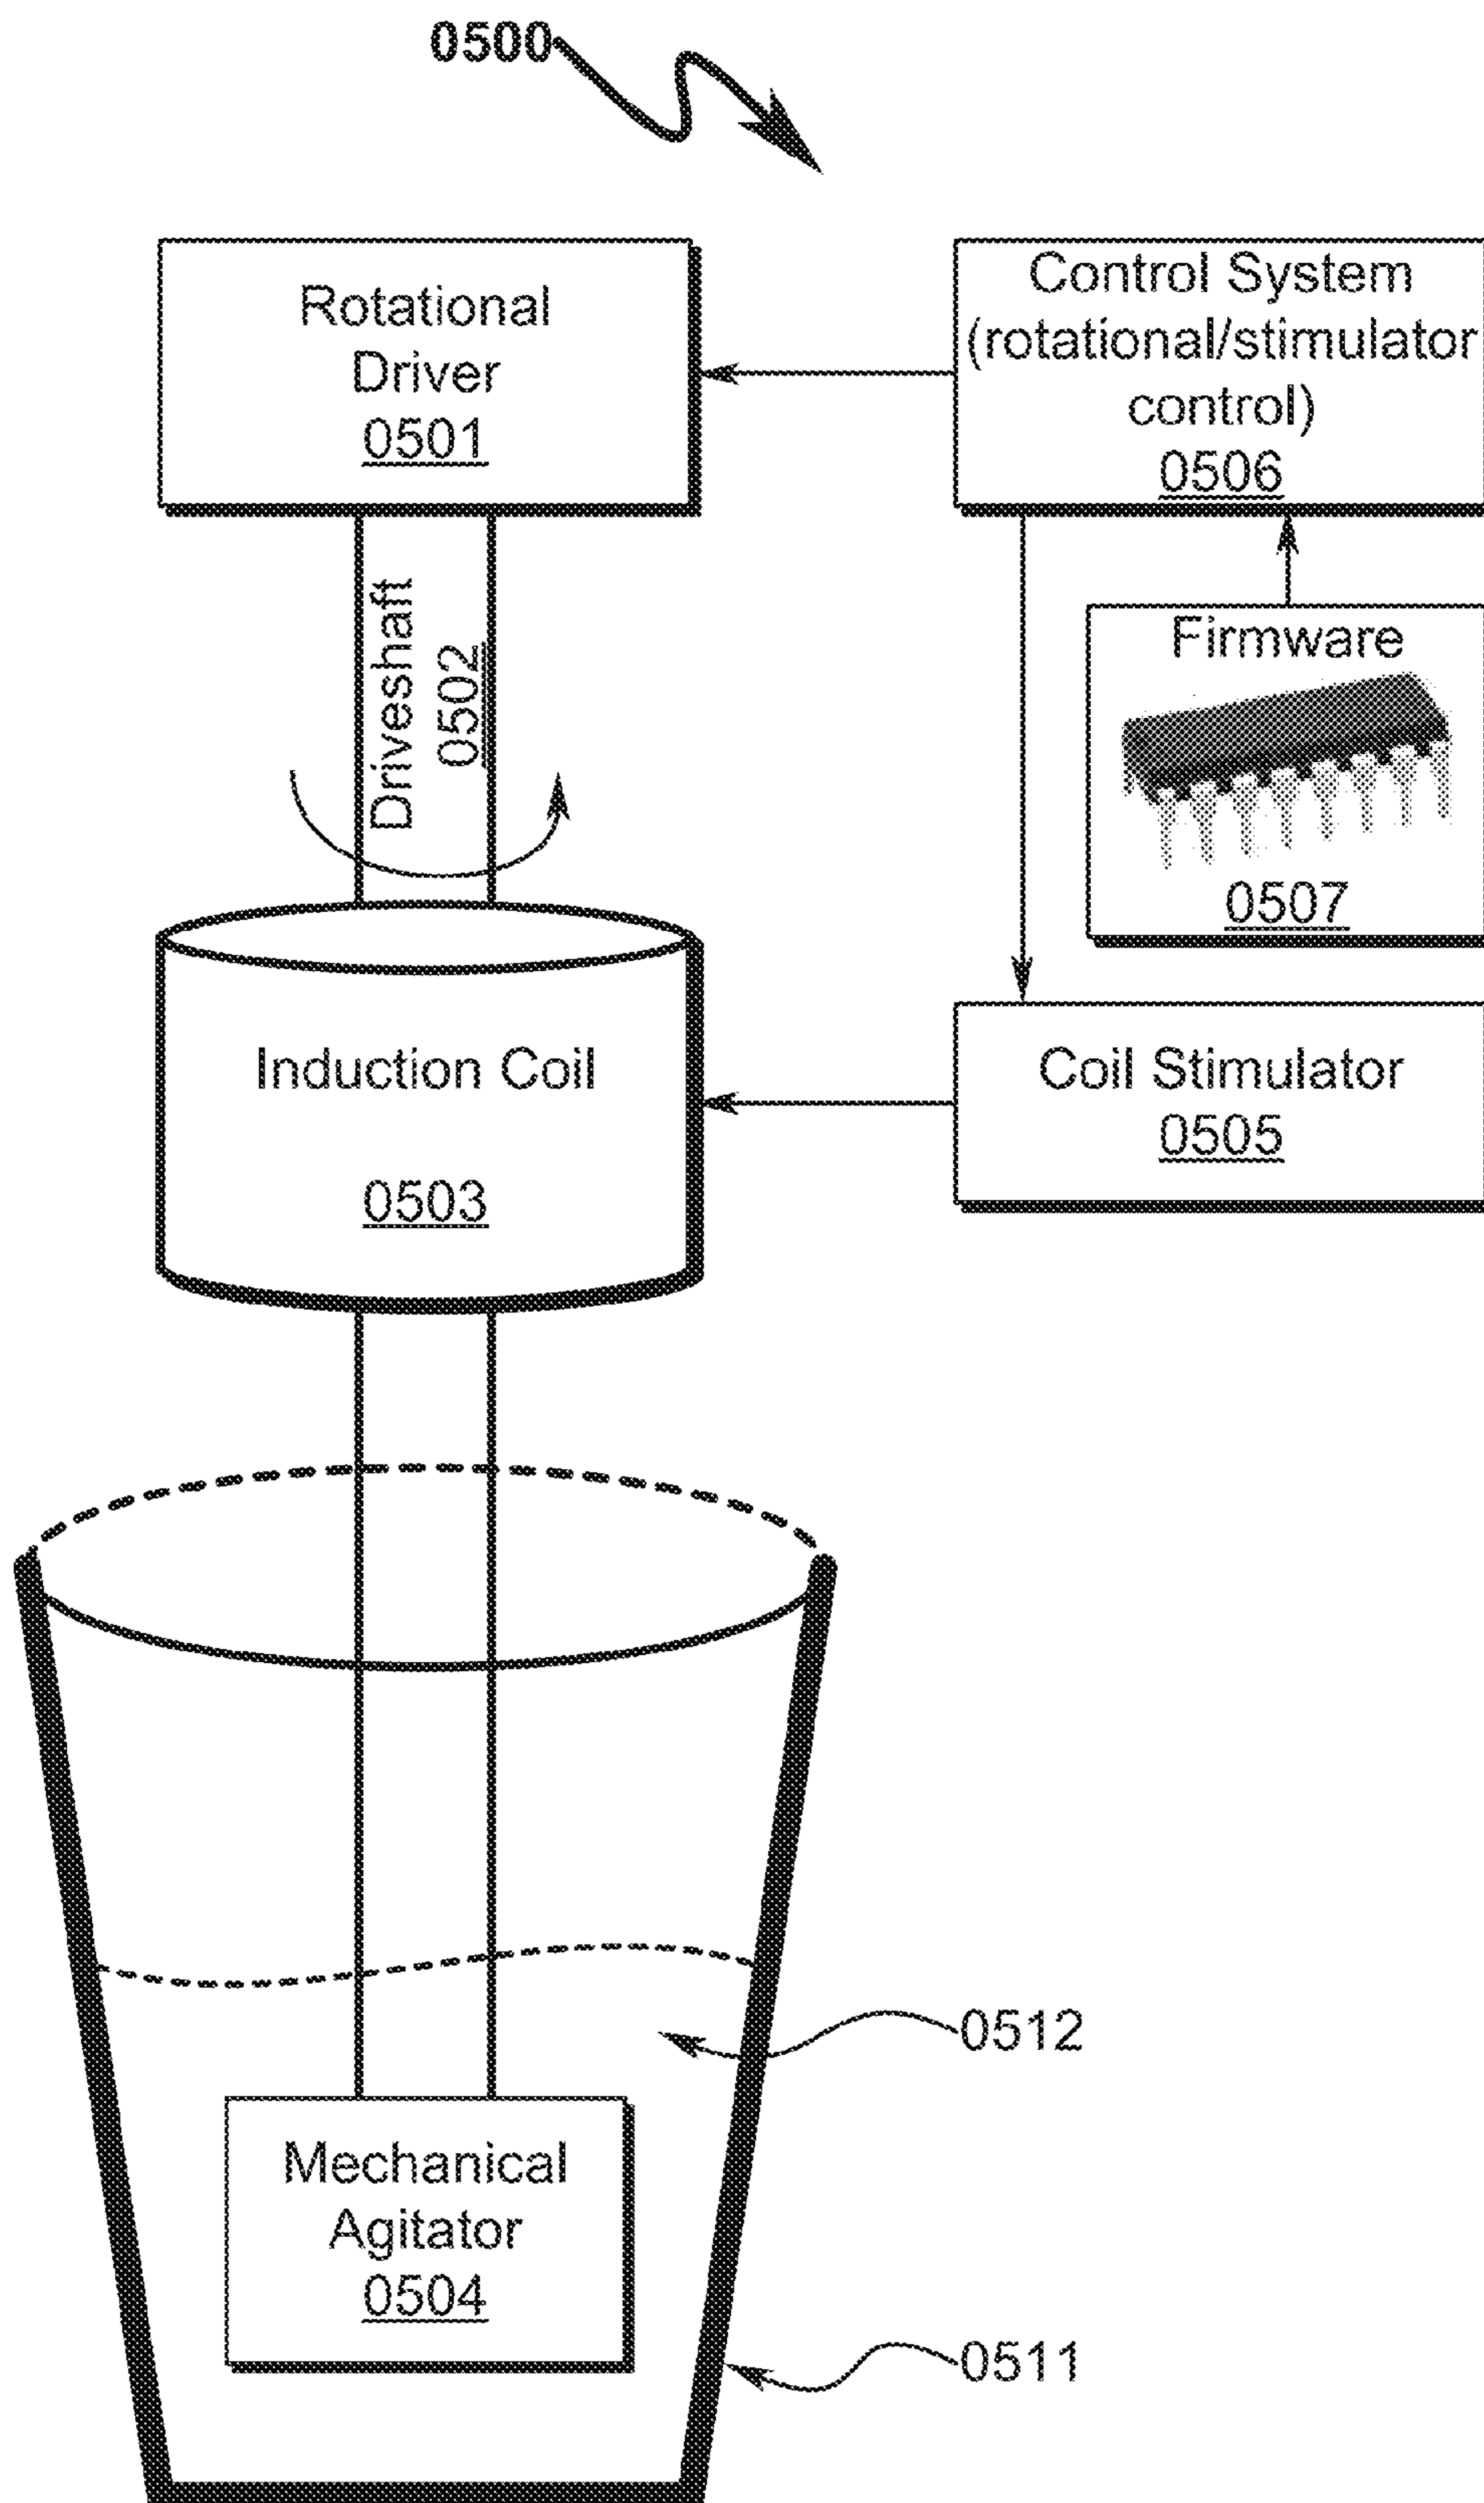 0500
Rotational
Driver
0501
Control System
(rotational/stimulator
control)
0506
Driveshaft
0502
Firmware
0507
Induction Coil
0503
Coil Stimulator
0505
0512
Mechanical
Agitator
0504
0511